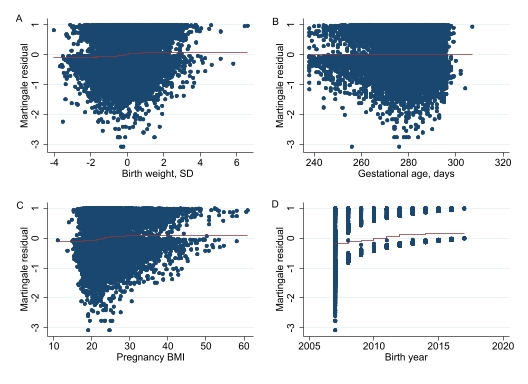 A
Martingale residual
1
0
-1
-2
-3
-4 -2 0 2 4 6
Birth weight, SD
B
Martingale residual
1
0
-1
-2
-3
240 260 280 300 320
Gestational age, days
C
Martingale residual
1
0
-1
-2
-3
10 20 30 40 50 60
Pregnancy BMI
D
Martingale residual
1
0
-1
-2
-3
2005 2010 2015 2020
Birth year